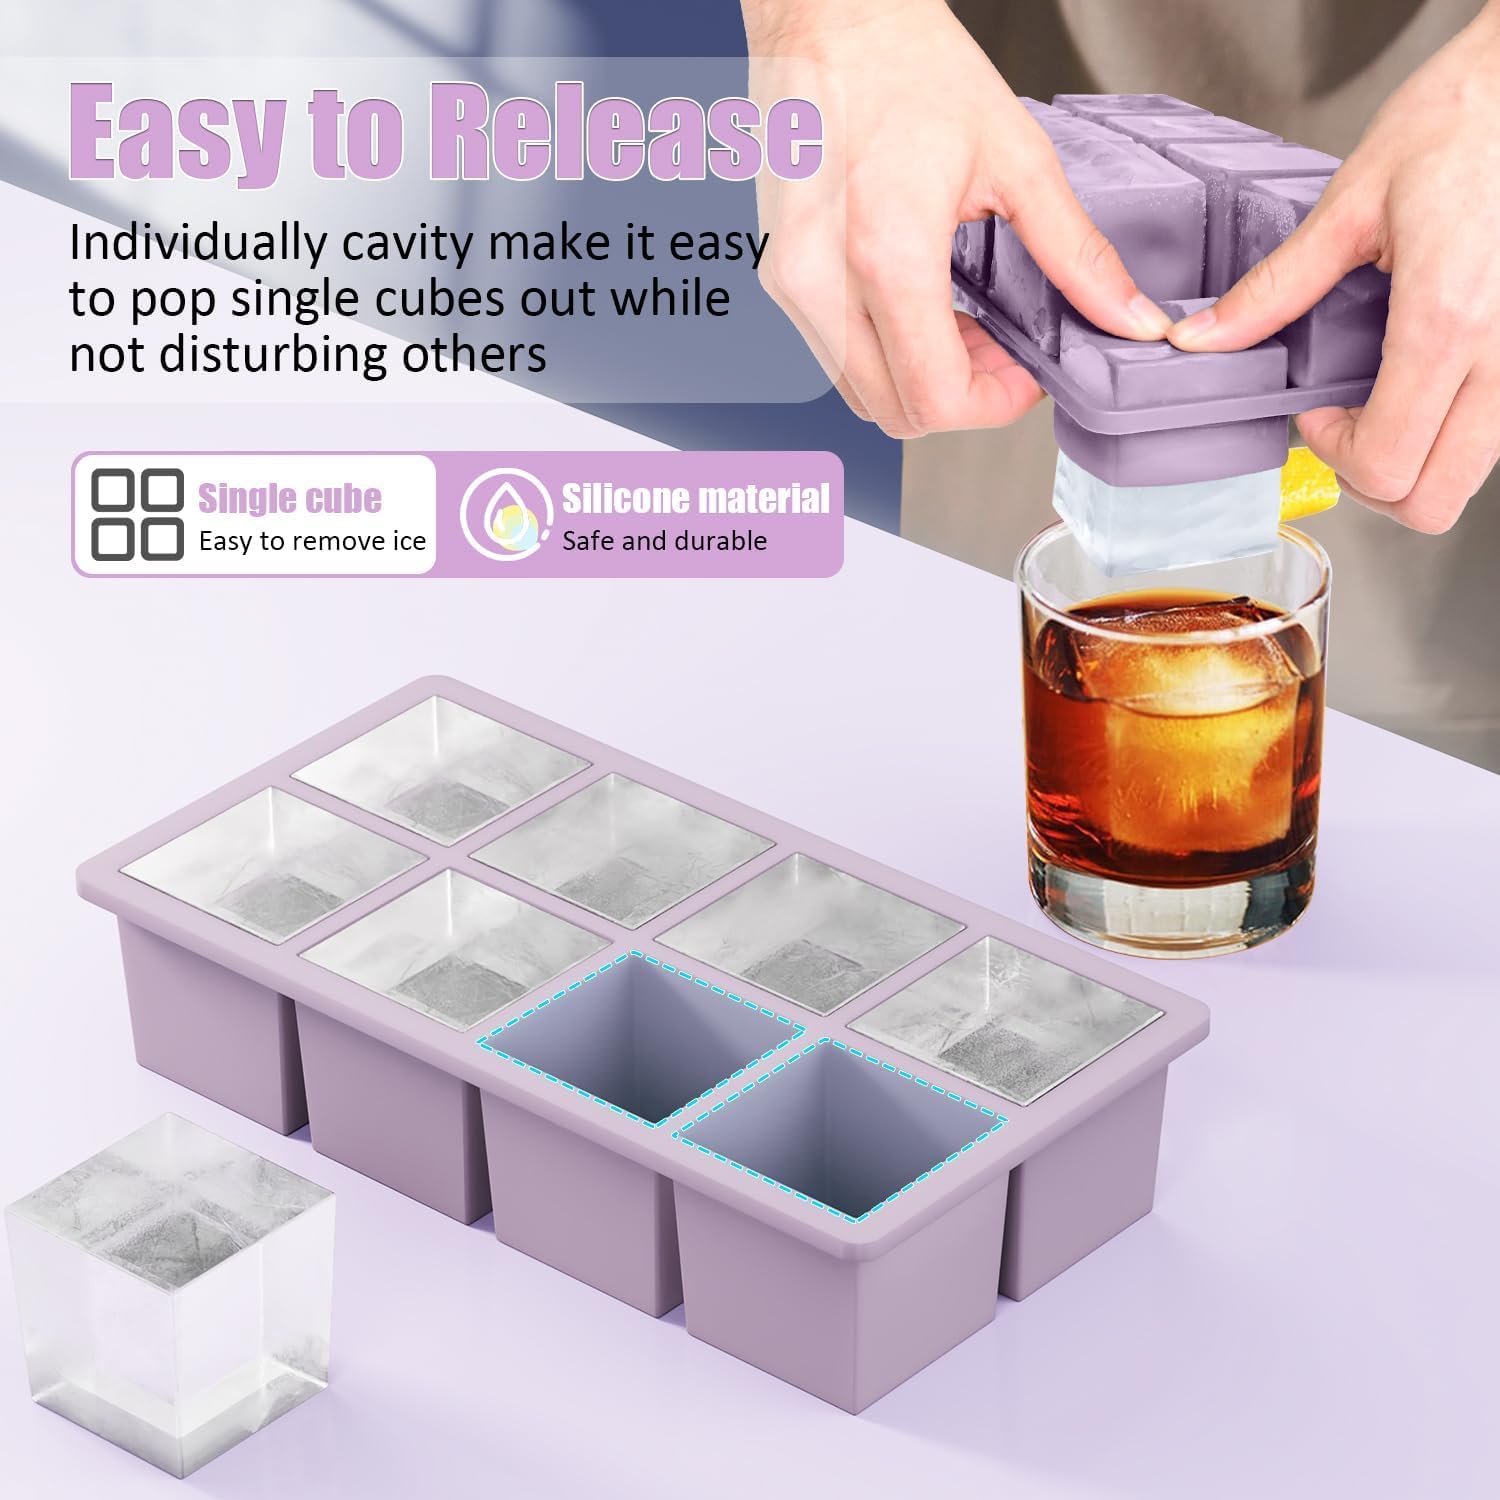 Easy to Release
Individually cavity make it easy
to pop single cubes out while
not disturbing others
Single cube
Easy to remove ice
Silicone material
Safe and durable